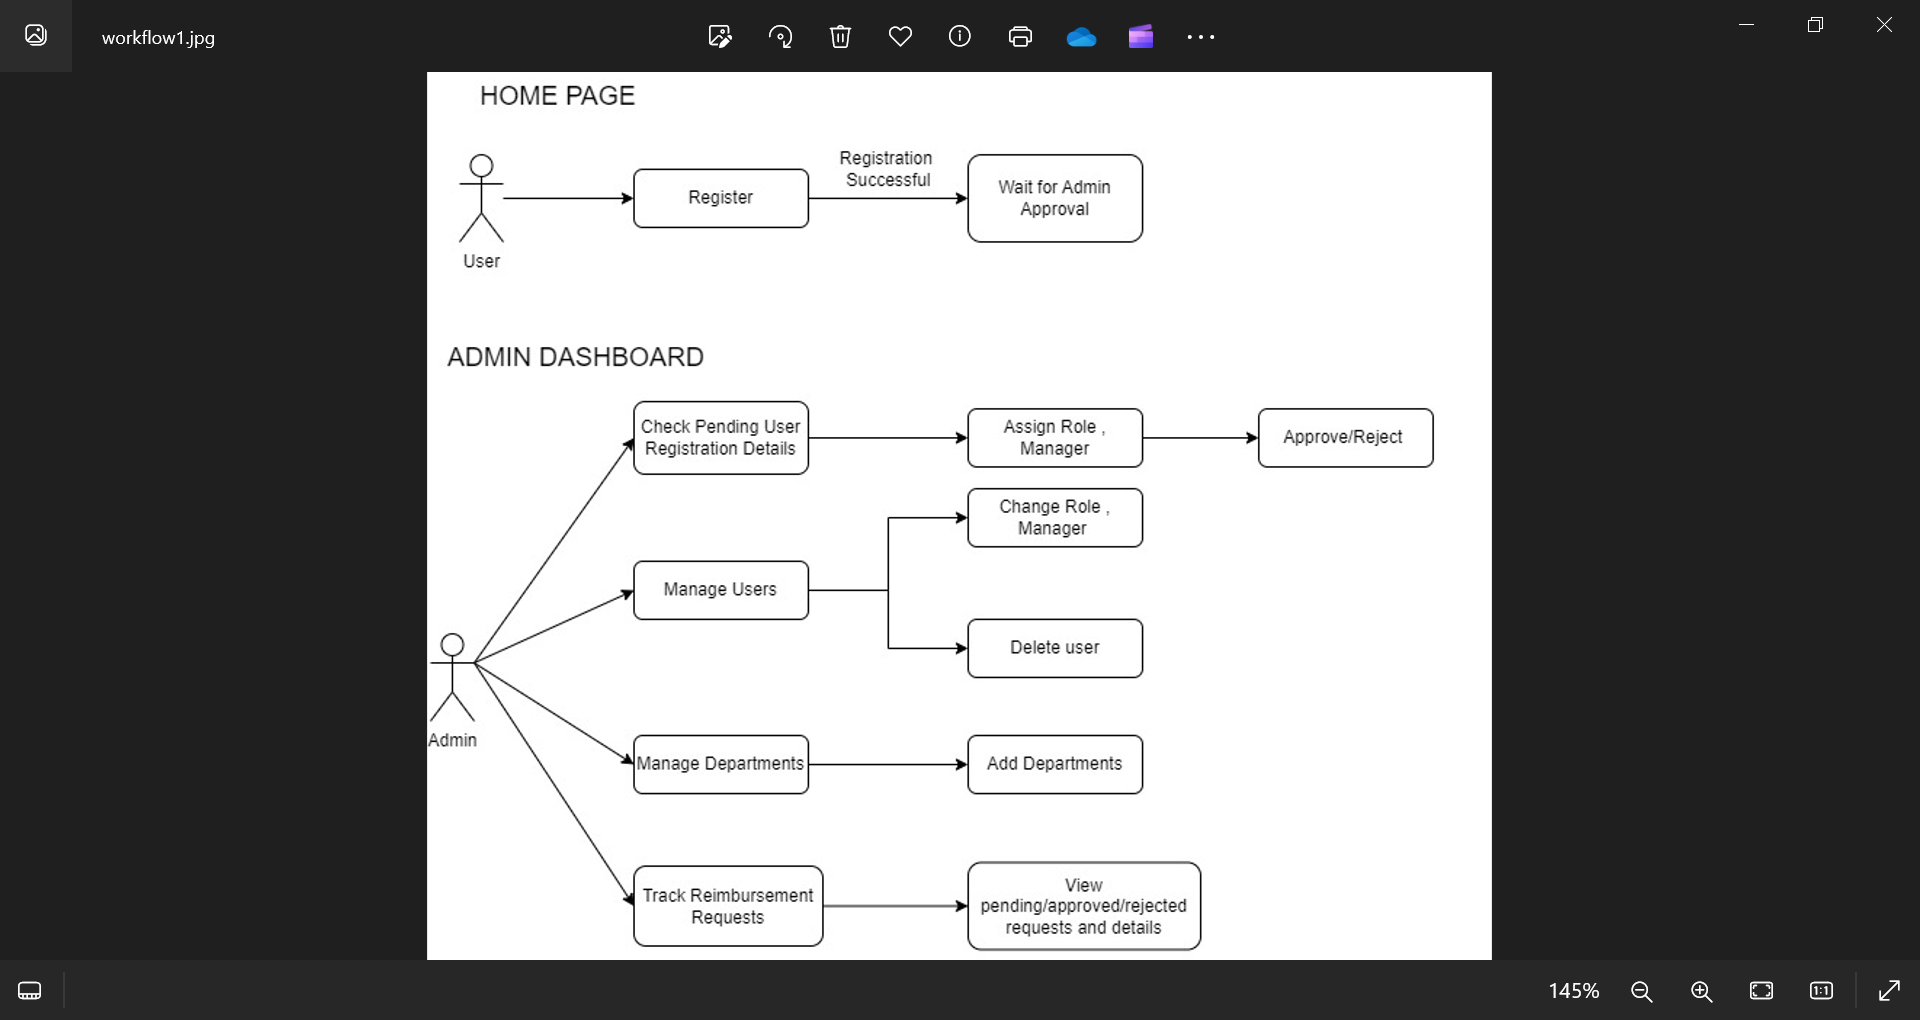 workflow1.jpg
HOME PAGE
Registration
Successful
Register
Wait for Admin
Approval
User
ADMIN DASHBOARD
Check Pending User
Registration Details
Assign Role ,
Manager
Approve/Reject
Change Role ,
Manager
Manage Users
Delete user
Admin
Manage Departments
Add Departments
Track Reimbursement
Requests
View
pending/approved/rejected
requests and details
145%
1:1